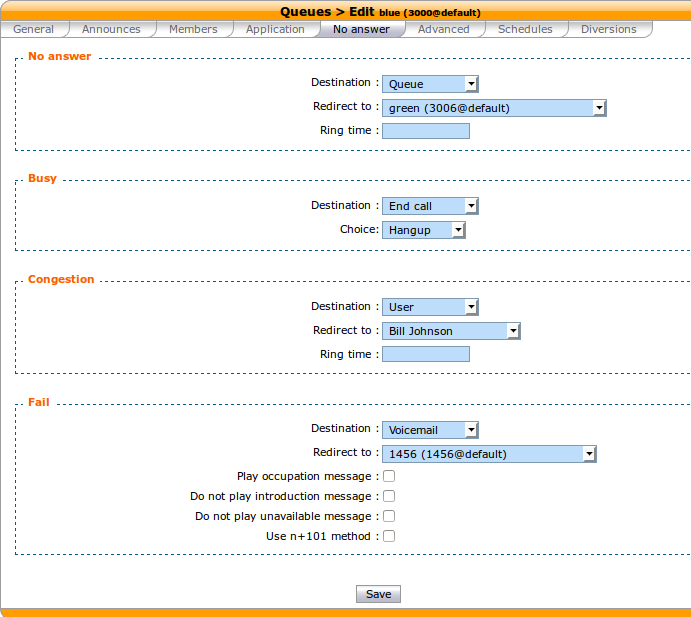 Queues > Edit blue (3000@default)
General Announces Members Application No answer Advanced Schedules Diversions
No answer
Destination : Queue
Redirect to : green (3006@default)
Ring time :
Busy
Destination : End call
Choice: Hangup
Congestion
Destination : User
Redirect to : Bill Johnson
Ring time :
Fail
Destination : Voicemail
Redirect to : 1456 (1456@default)
Play occupation message :
Do not play introduction message :
Do not play unavailable message :
Use n+101 method :
Save